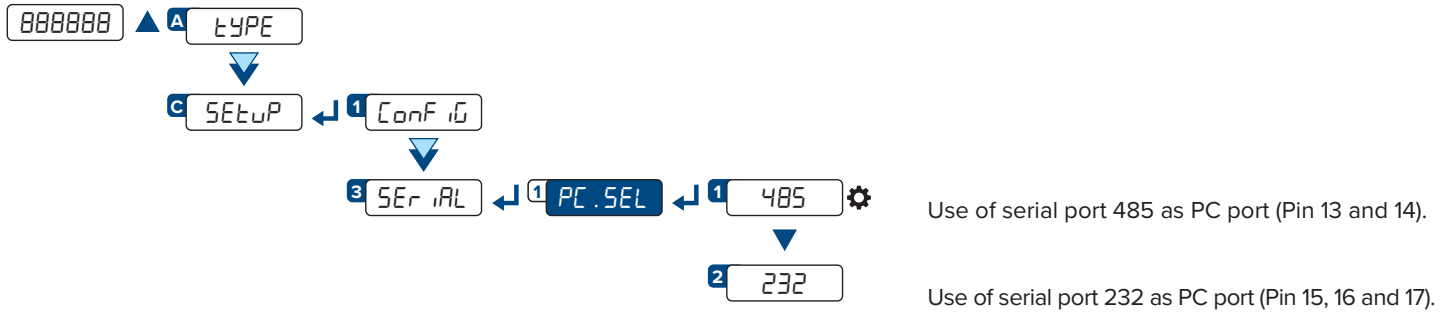 888888 A tYPE
C SEtuP 1 ConFiG
3 SEriAL 1 PC.SEL 1 485 Use of serial port 485 as PC port (Pin 13 and 14).
2 232 Use of serial port 232 as PC port (Pin 15, 16 and 17).